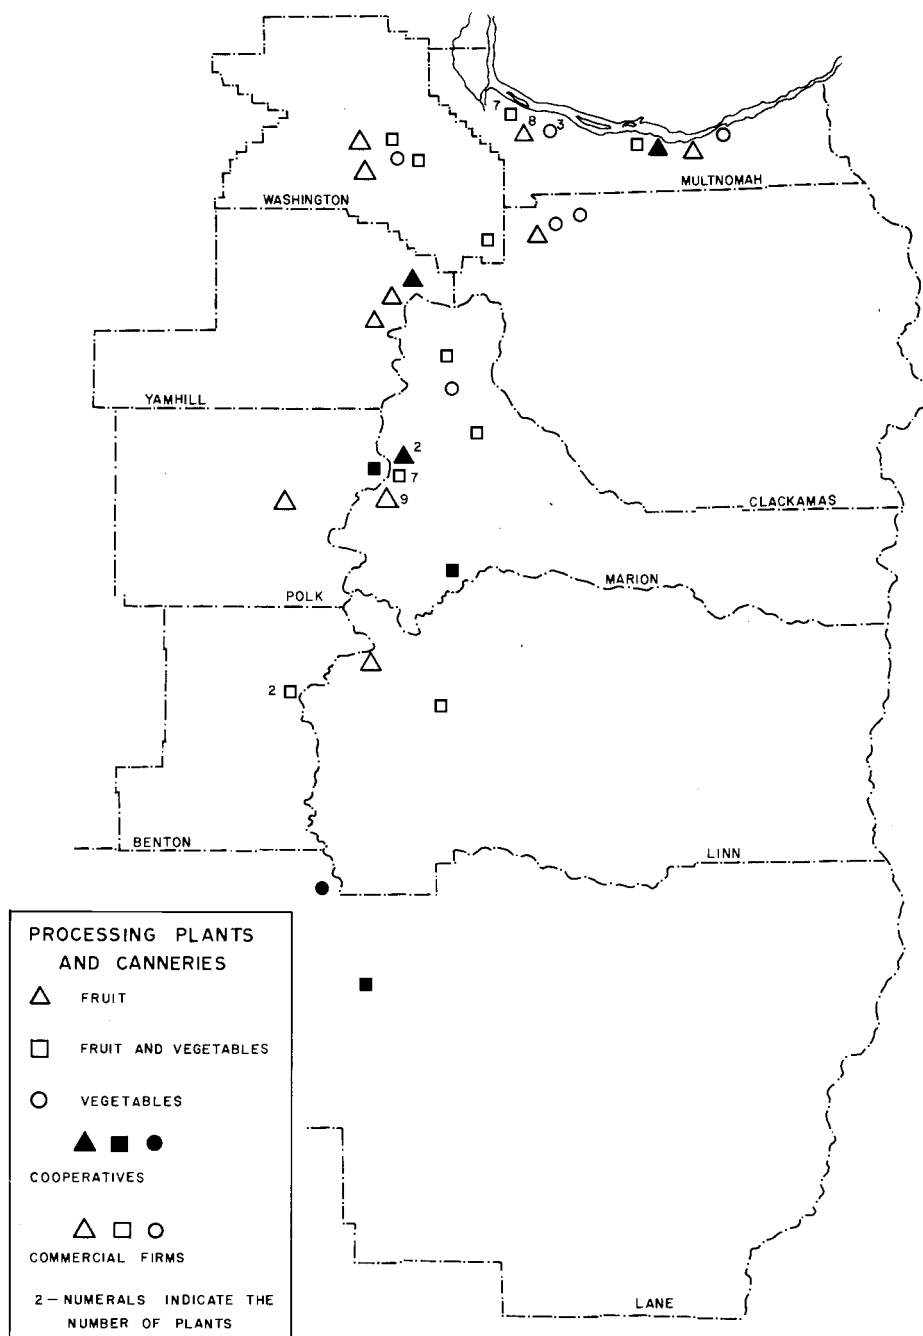 7
8
3
MULTNOMAH
WASHINGTON
YAMHILL
2
7
9
CLACKAMAS
MARION
POLK
2
BENTON
LINN
PROCESSING PLANTS
AND CANNERIES
FRUIT
FRUIT AND VEGETABLES
VEGETABLES
COOPERATIVES
COMMERCIAL FIRMS
2 — NUMERALS INDICATE THE
NUMBER OF PLANTS
LANE